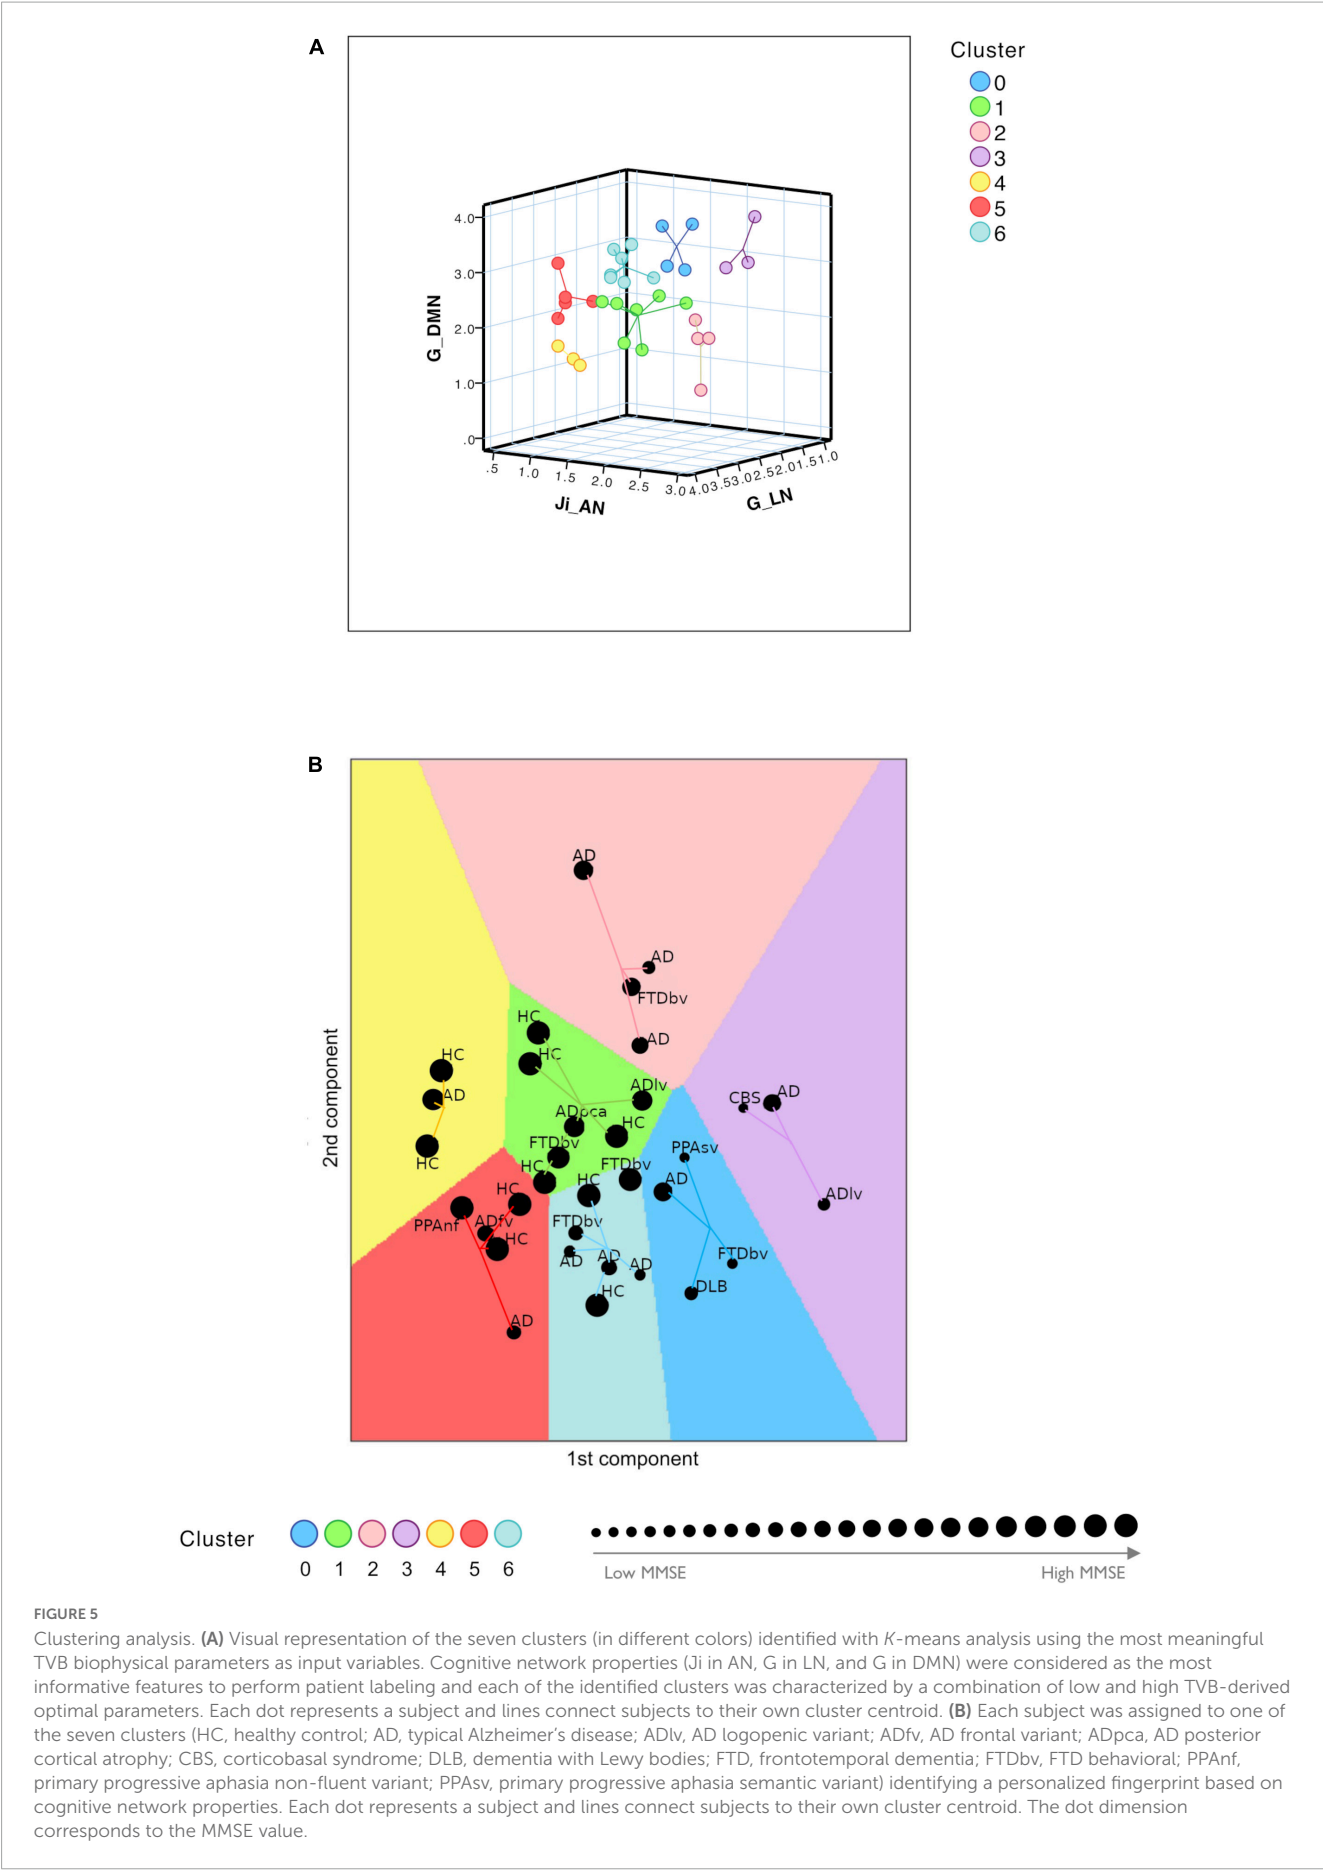 A
Cluster
0
1
2
3
4
5
6
4.0
3.0
2.0
1.0
.0
G_DMN
.5 1.0 1.5 2.0 2.5 3.0
Ji_AN
4.03.53.02.52.01.51.0
G_LN
B
AD
AD
FTDbv
AD
HC
HC
HC
AD
HC
ADlv
ADpca
HC
FTDbv
HC
CBS
AD
ADlv
PPAsv
AD
FTDbv
DLB
FTDbv
HC
FTDbv
AD
AD
AD
HC
HC
PPAnf
ADfv
HC
AD
2nd component
1st component
Cluster
0 1 2 3 4 5 6
Low MMSE
High MMSE
FIGURE 5
Clustering analysis. (A) Visual representation of the seven clusters (in different colors) identified with K-means analysis using the most meaningful
TVB biophysical parameters as input variables. Cognitive network properties (Ji in AN, G in LN, and G in DMN) were considered as the most
informative features to perform patient labeling and each of the identified clusters was characterized by a combination of low and high TVB-derived
optimal parameters. Each dot represents a subject and lines connect subjects to their own cluster centroid. (B) Each subject was assigned to one of
the seven clusters (HC, healthy control; AD, typical Alzheimer’s disease; ADlv, AD logopenic variant; ADfv, AD frontal variant; ADpca, AD posterior
cortical atrophy; CBS, corticobasal syndrome; DLB, dementia with Lewy bodies; FTD, frontotemporal dementia; FTDbv, FTD behavioral; PPAnf,
primary progressive aphasia non-fluent variant; PPAsv, primary progressive aphasia semantic variant) identifying a personalized fingerprint based on
cognitive network properties. Each dot represents a subject and lines connect subjects to their own cluster centroid. The dot dimension
corresponds to the MMSE value.